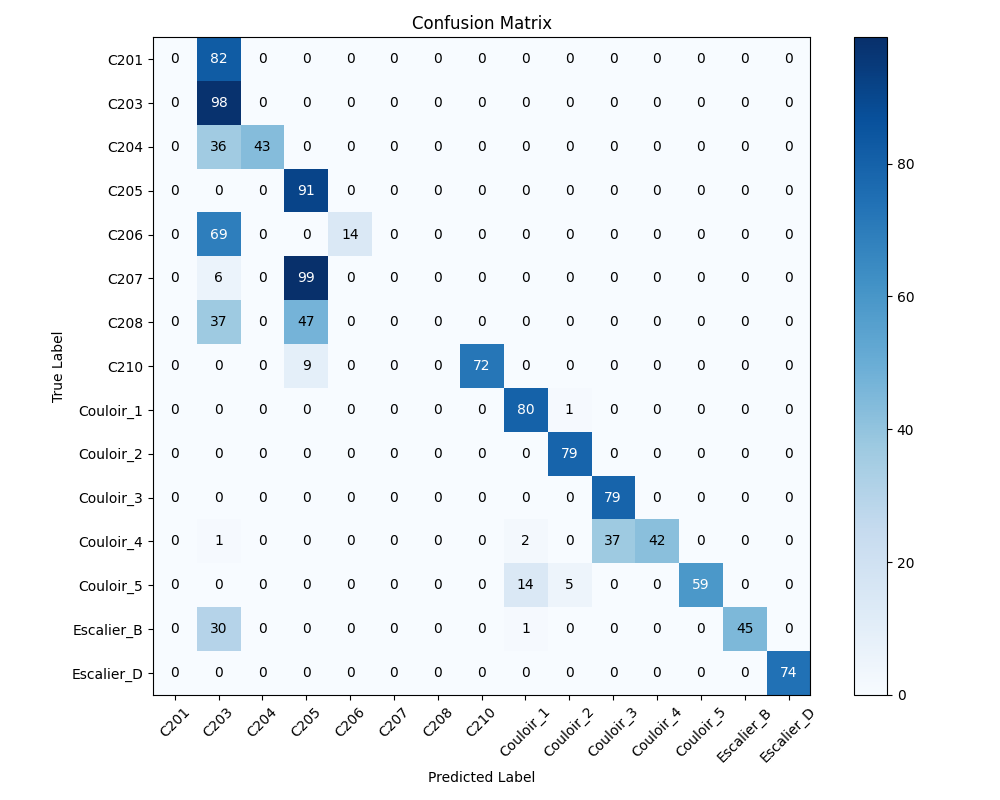 Confusion Matrix
C201 0 82 0 0 0 0 0 0 0 0 0 0 0 0 0
C203 0 98 0 0 0 0 0 0 0 0 0 0 0 0 0
C204 0 36 43 0 0 0 0 0 0 0 0 0 0 0 0
C205 0 0 0 91 0 0 0 0 0 0 0 0 0 0 0
C206 0 69 0 0 14 0 0 0 0 0 0 0 0 0 0
C207 0 6 0 99 0 0 0 0 0 0 0 0 0 0 0
C208 0 37 0 47 0 0 0 0 0 0 0 0 0 0 0
C210 0 0 0 9 0 0 0 72 0 0 0 0 0 0 0
Couloir_1 0 0 0 0 0 0 0 0 80 1 0 0 0 0 0
Couloir_2 0 0 0 0 0 0 0 0 0 79 0 0 0 0 0
Couloir_3 0 0 0 0 0 0 0 0 0 0 79 0 0 0 0
Couloir_4 0 1 0 0 0 0 0 0 2 0 37 42 0 0 0
Couloir_5 0 0 0 0 0 0 0 0 14 5 0 0 59 0 0
Escalier_B 0 30 0 0 0 0 0 0 1 0 0 0 0 45 0
Escalier_D 0 0 0 0 0 0 0 0 0 0 0 0 0 0 74
C201 C203 C204 C205 C206 C207 C208 C210 Couloir_1 Couloir_2 Couloir_3 Couloir_4 Couloir_5 Escalier_B Escalier_D
Predicted Label
True Label
80
60
40
20
0